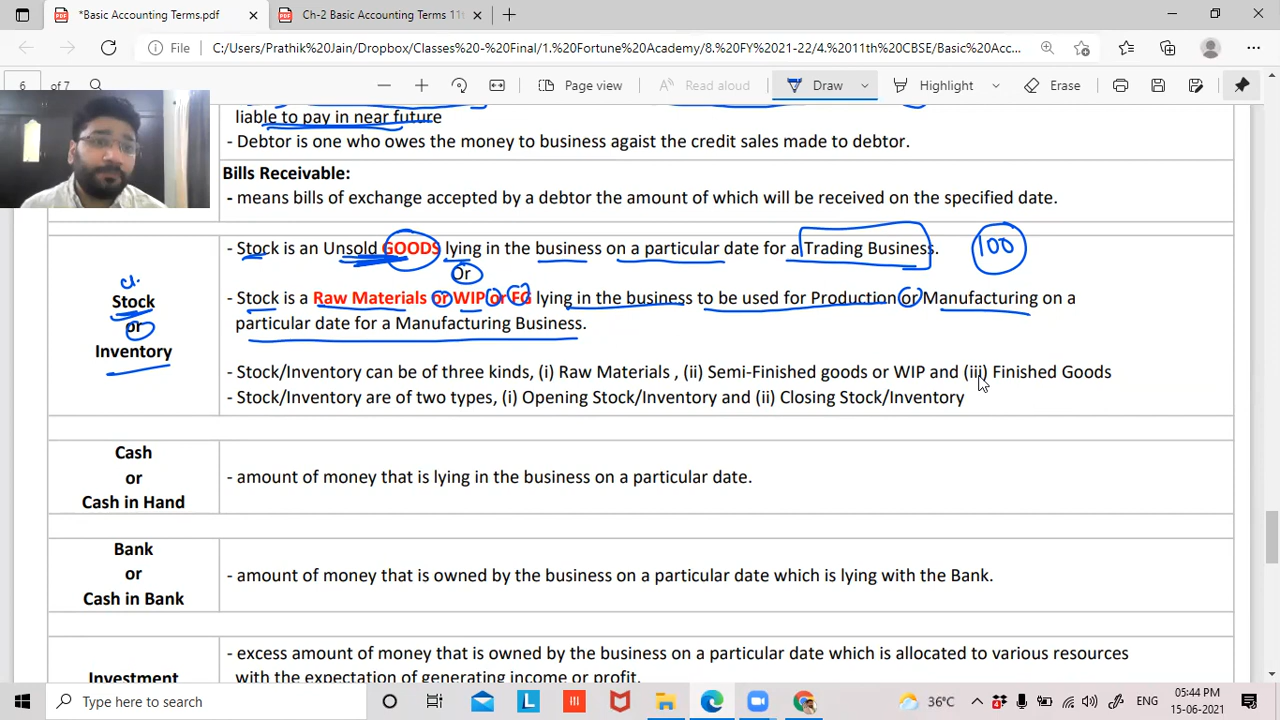 *Basic Accounting Terms.pdf
Ch-2 Basic Accounting Terms 11t
File
C:/Users/Prathik%20Jain/Dropbox/Classes%20-%20Final/1.%20Fortune%20Academy/8.%20FY%2021-22/4.%2011th%20CBSE/Basic%20Acc...
6 of 7
Page view
Read aloud
Draw
Highlight
Erase
liable to pay in near future
- Debtor is one who owes the money to business agaist the credit sales made to debtor.
Bills Receivable:
- means bills of exchange accepted by a debtor the amount of which will be received on the specified date.
cl.
Stock
or
Inventory
- Stock is an Unsold GOODS lying in the business on a particular date for a Trading Business.
100
Or
- Stock is a Raw Materials or WIP or FG lying in the business to be used for Production or Manufacturing on a
particular date for a Manufacturing Business.
- Stock/Inventory can be of three kinds, (i) Raw Materials , (ii) Semi-Finished goods or WIP and (iii) Finished Goods
- Stock/Inventory are of two types, (i) Opening Stock/Inventory and (ii) Closing Stock/Inventory
Cash
or
Cash in Hand
- amount of money that is lying in the business on a particular date.
Bank
or
Cash in Bank
- amount of money that is owned by the business on a particular date which is lying with the Bank.
Investment
- excess amount of money that is owned by the business on a particular date which is allocated to various resources
with the expectation of generating income or profit.
Type here to search
36°C
05:44 PM
15-06-2021